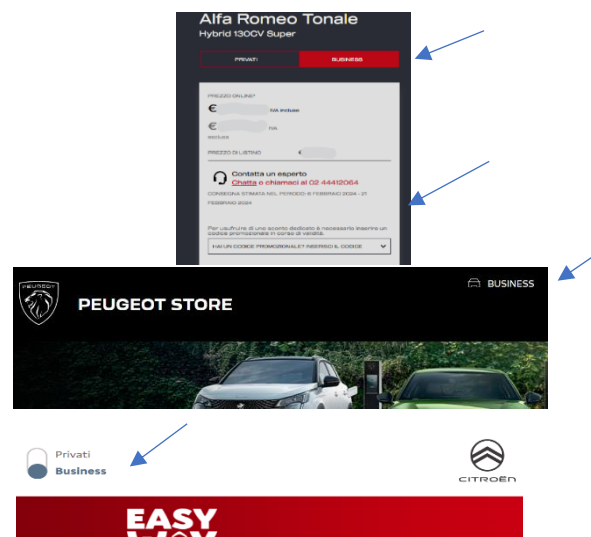 Alfa Romeo Tonale
Hybrid 130CV Super
PRIVATI
BUSINESS
PREZZO ONLINE*
€ IVA inclusa
€ IVA
esclusa
PREZZO DI LISTINO €
Contatta un esperto
Chatta o chiamaci al 02 44412064
CONSEGNA STIMATA NEL PERIODO: 6 FEBBRAIO 2024 - 21
FEBBRAIO 2024
Per usufruire di uno sconto dedicato è necessario inserire un
codice promozionale in corso di validità.
HAI UN CODICE PROMOZIONALE? INSERISCI IL CODICE
PEUGEOT
PEUGEOT STORE
BUSINESS
Privati
Business
CITROËN
EASY
WAY